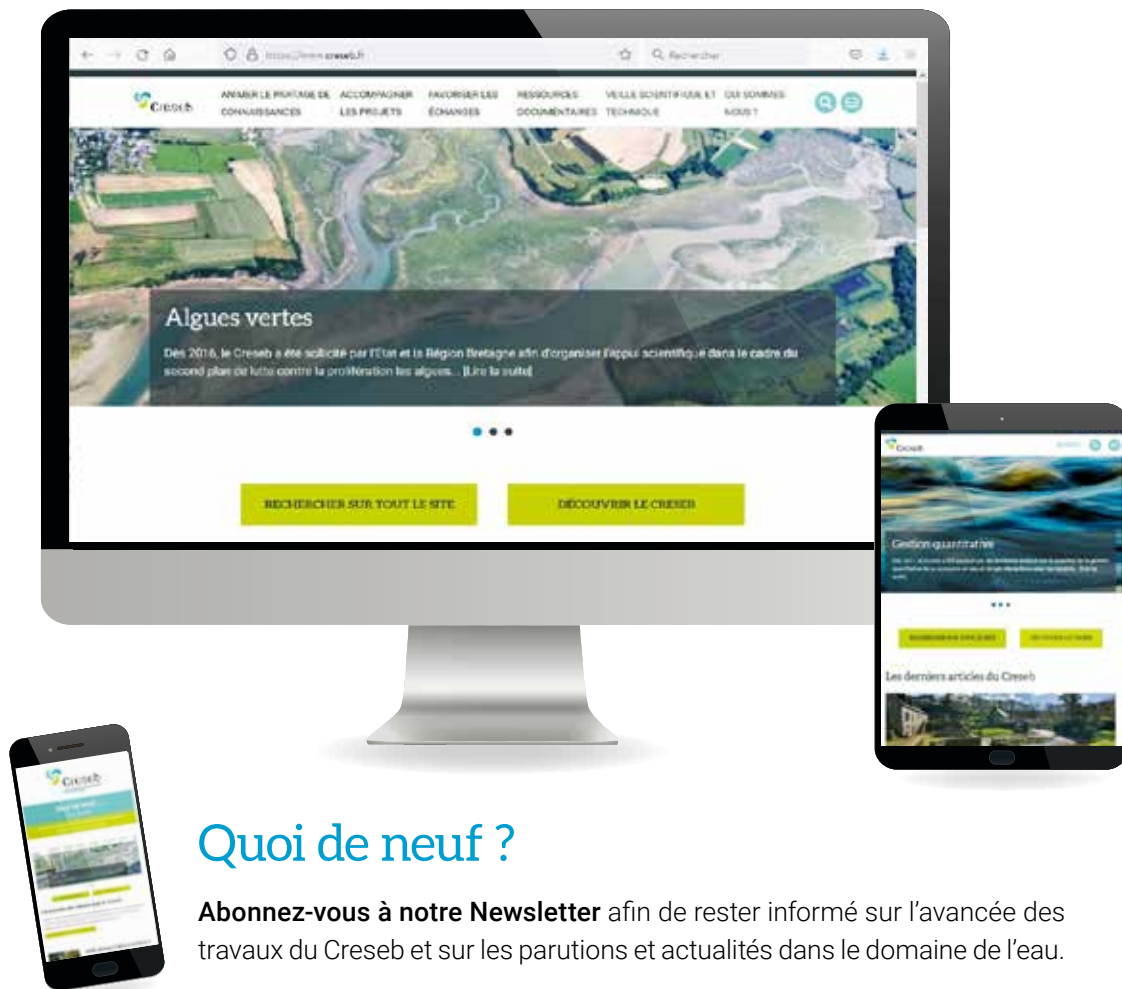 https://www.creseb.fr
Rechercher
Creseb
ANIMER LE PARTAGE DE CONNAISSANCES
ACCOMPAGNER LES PROJETS
FAVORISER LES ÉCHANGES
RESSOURCES DOCUMENTAIRES
VEILLE SCIENTIFIQUE ET TECHNIQUE
QUI SOMMES NOUS ?
Algues vertes
Dès 2016, le Creseb a été sollicité par l'Etat et la Région Bretagne afin d'organiser l'appui scientifique dans le cadre du
second plan de lutte contre la prolifération les algues... [Lire la suite]
RECHERCHER SUR TOUT LE SITE
DÉCOUVRIR LE CRESEB
Creseb
Gestion quantitative
Les derniers articles du Creseb
Creseb
Quoi de neuf ?
Abonnez-vous à notre Newsletter afin de rester informé sur l'avancée des
travaux du Creseb et sur les parutions et actualités dans le domaine de l'eau.